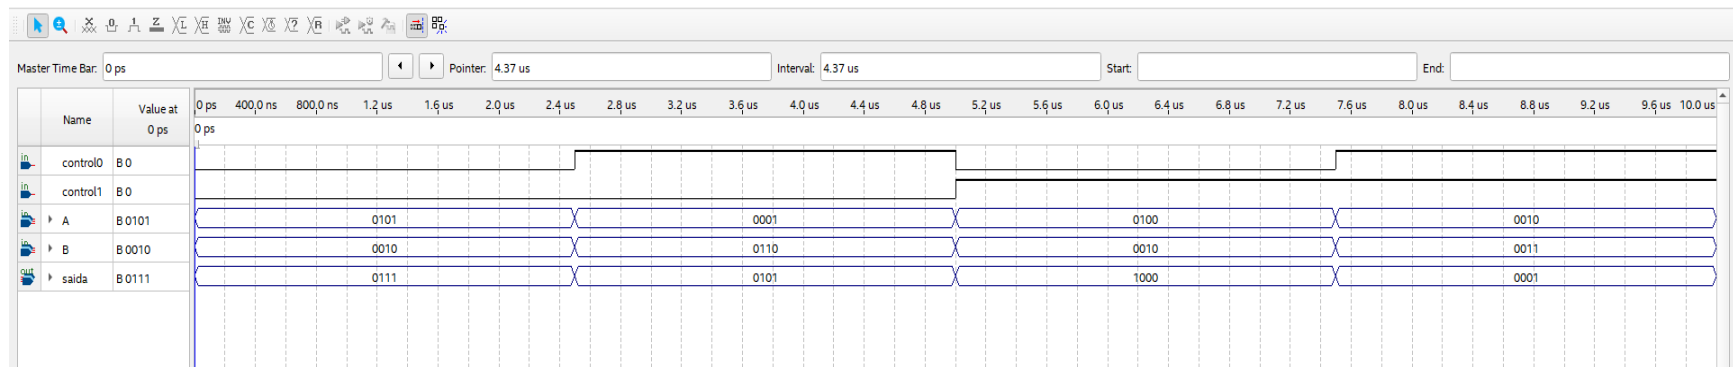 Master Time Bar: 0 ps Pointer: 4.37 us Interval: 4.37 us Start: End:
Name Value at 0 ps
0 ps 400.0 ns 800.0 ns 1.2 us 1.6 us 2.0 us 2.4 us 2.8 us 3.2 us 3.6 us 4.0 us 4.4 us 4.8 us 5.2 us 5.6 us 6.0 us 6.4 us 6.8 us 7.2 us 7.6 us 8.0 us 8.4 us 8.8 us 9.2 us 9.6 us 10.0 us
0 ps
in control0 B 0
in control1 B 0
in A B 0101 0101 0001 0100 0010
in B B 0010 0010 0110 0010 0011
out saida B 0111 0111 0101 1000 0001